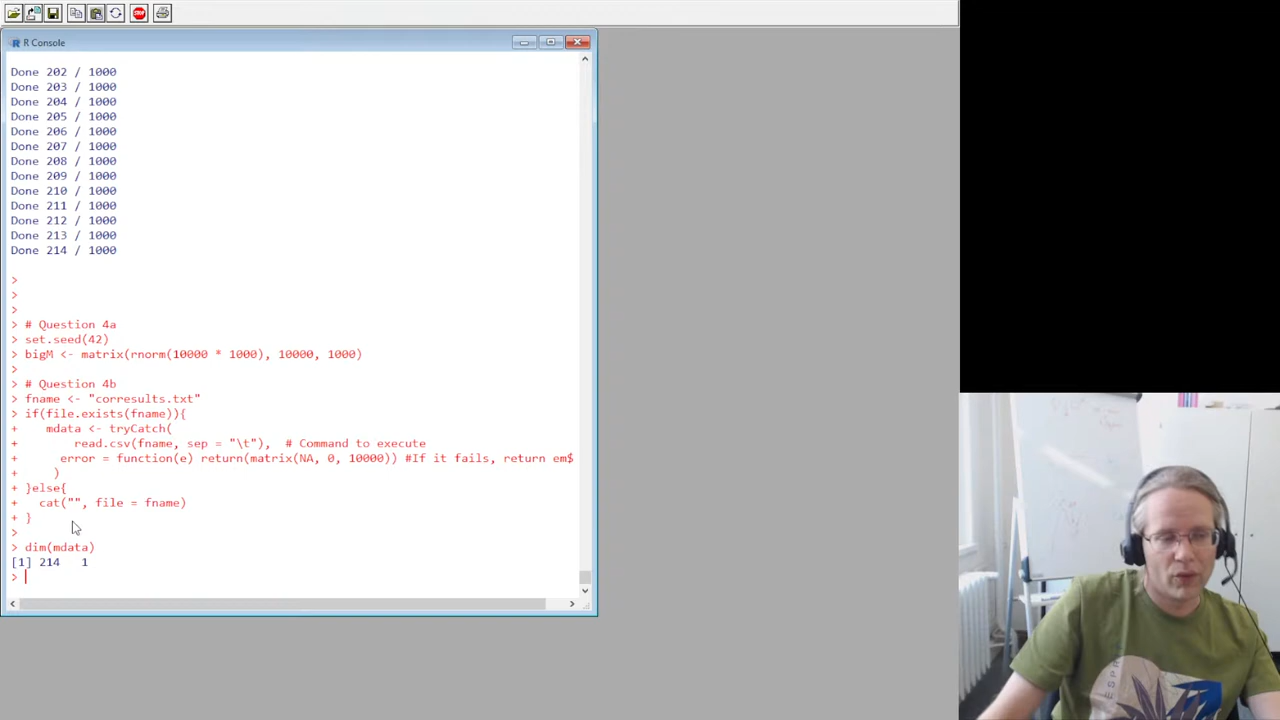 R Console
Done 202 / 1000
Done 203 / 1000
Done 204 / 1000
Done 205 / 1000
Done 206 / 1000
Done 207 / 1000
Done 208 / 1000
Done 209 / 1000
Done 210 / 1000
Done 211 / 1000
Done 212 / 1000
Done 213 / 1000
Done 214 / 1000
>
>
>
> # Question 4a
> set.seed(42)
> bigM <- matrix(rnorm(10000 * 1000), 10000, 1000)
>
> # Question 4b
> fname <- "corresults.txt"
> if(file.exists(fname)){
+ mdata <- tryCatch(
+ read.csv(fname, sep = "\t"), # Command to execute
+ error = function(e) return(matrix(NA, 0, 10000)) #If it fails, return em$
+ )
+ }else{
+ cat("", file = fname)
+ }
>
> dim(mdata)
[1] 214 1
>
STOP
ESPR